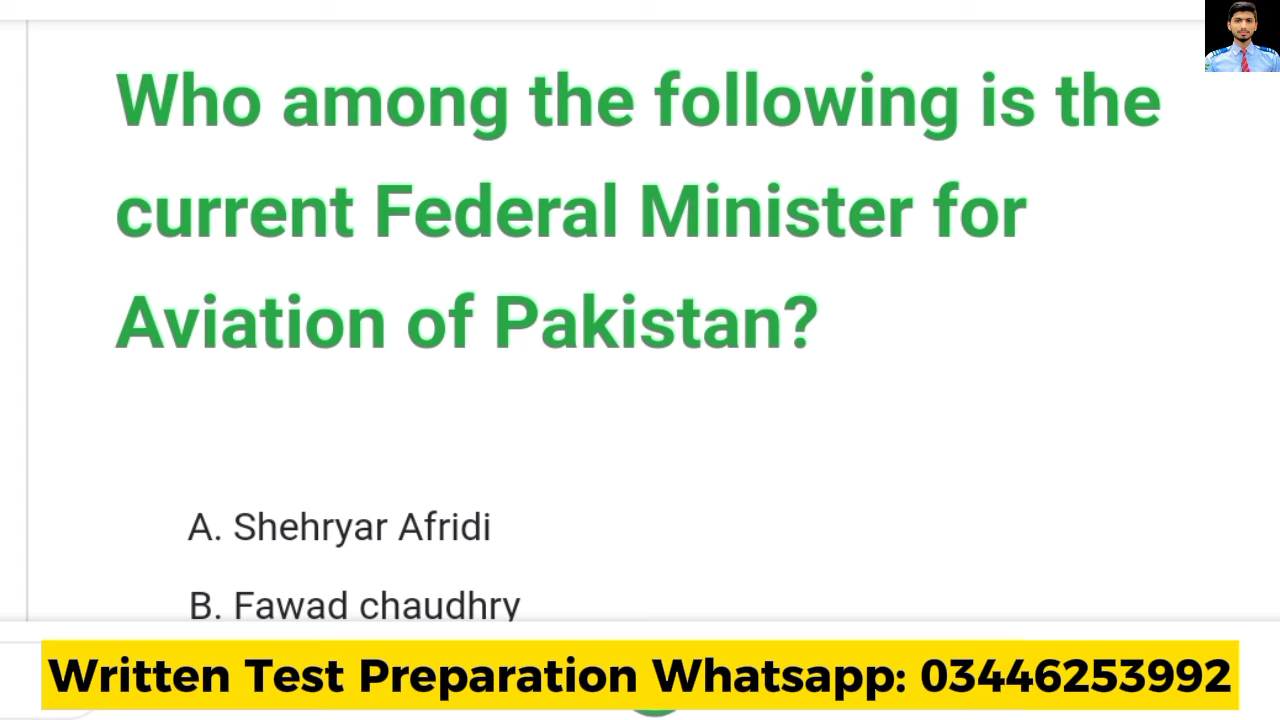 Who among the following is the
current Federal Minister for
Aviation of Pakistan?
A. Shehryar Afridi
B. Fawad chaudhry
Written Test Preparation Whatsapp: 03446253992